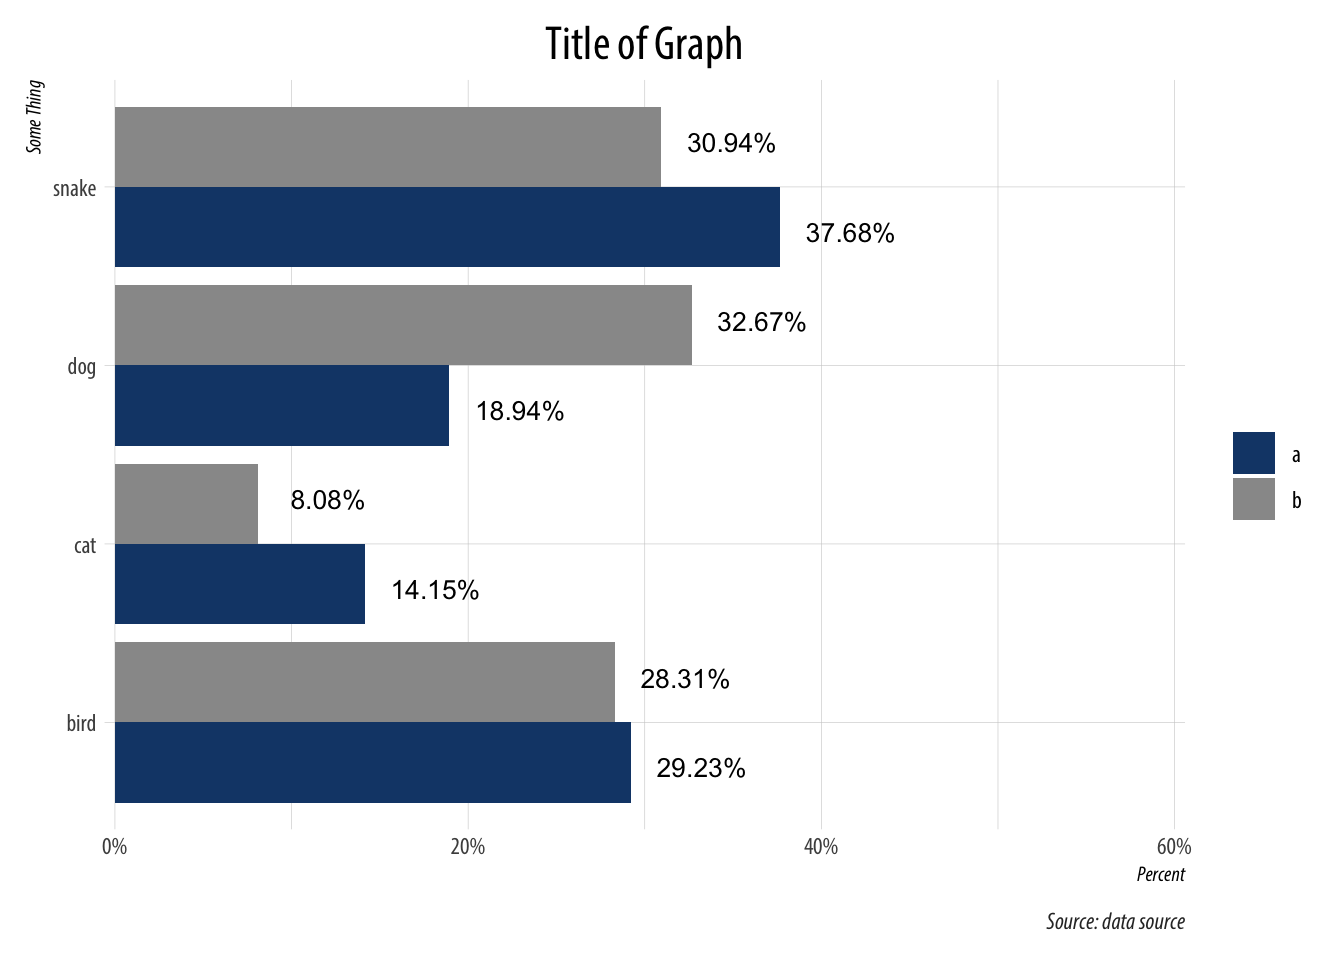 Title of Graph
Some Thing
30.94%
snake
37.68%
32.67%
dog
18.94%
8.08%
cat
14.15%
28.31%
bird
29.23%
a
b
0% 20% 40% 60%
Percent
Source: data source